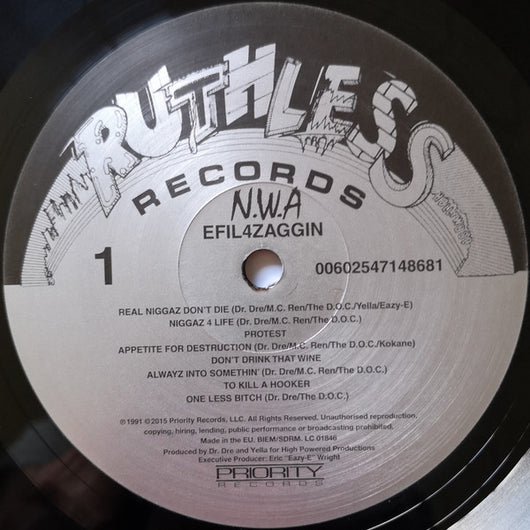 RUTHLESS
RECORDS
N.W.A
EFIL4ZAGGIN
1
00602547148681
REAL NIGGAZ DON'T DIE (Dr. Dre/M.C. Ren/The D.O.C./Yella/Eazy-E)
NIGGAZ 4 LIFE (Dr. Dre/M.C. Ren/The D.O.C.)
PROTEST
APPETITE FOR DESTRUCTION (Dr. Dre/M.C. Ren/The D.O.C./Kokane)
DON'T DRINK THAT WINE
ALWAYZ INTO SOMETHIN' (Dr. Dre/M.C. Ren/The D.O.C.)
TO KILL A HOOKER
ONE LESS BITCH (Dr. Dre/The D.O.C.)
℗1991 ©2015 Priority Records, LLC. All Rights Reserved. Unauthorised reproduction,
copying, hiring, lending, public performance or broadcasting prohibited.
Made in the EU. BIEM/SDRM. LC 01846
Produced by Dr. Dre and Yella for High Powered Productions
Executive Producer: Eric "Eazy-E" Wright
PRIORITY
RECORDS